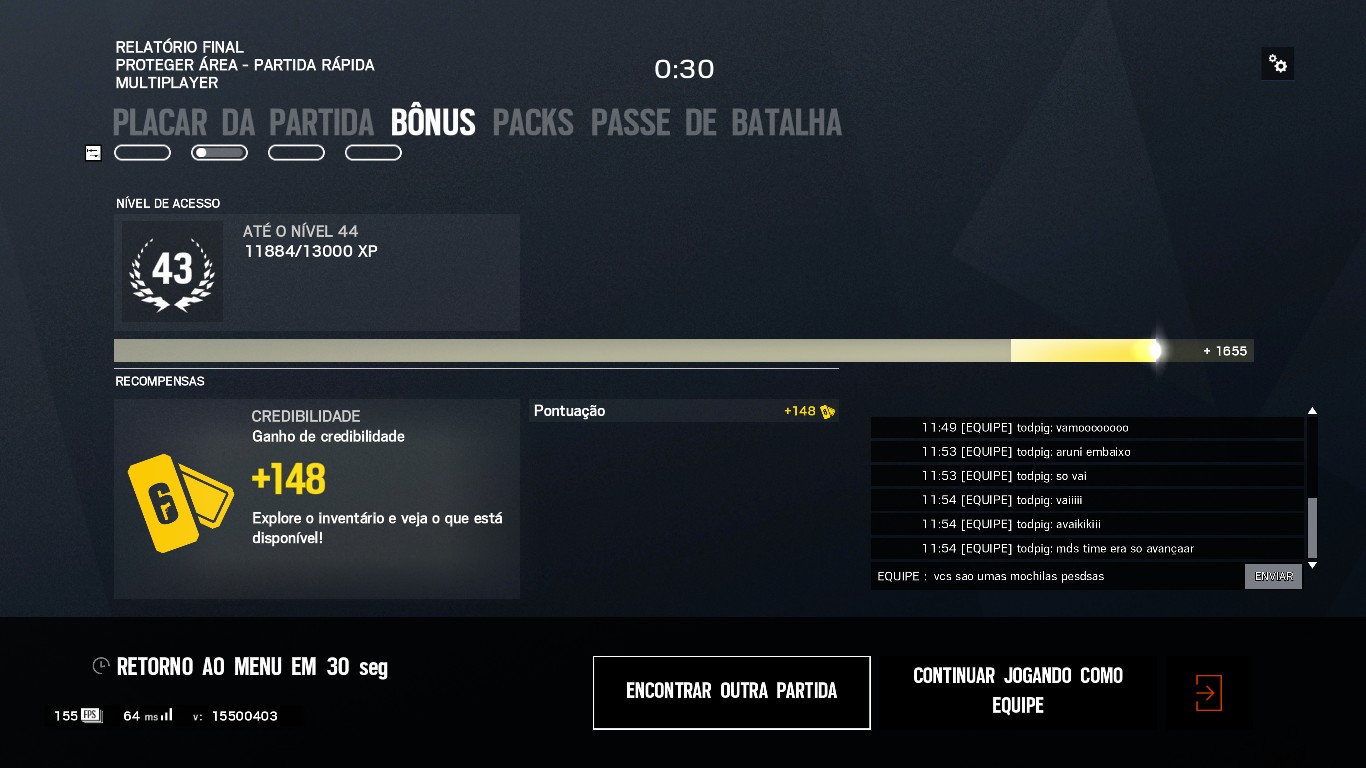 RELATÓRIO FINAL
PROTEGER ÁREA - PARTIDA RÁPIDA
MULTIPLAYER
0:30
PLACAR DA PARTIDA BÔNUS PACKS PASSE DE BATALHA
NÍVEL DE ACESSO
43
ATÉ O NÍVEL 44
11884/13000 XP
+ 1655
RECOMPENSAS
CREDIBILIDADE
Ganho de credibilidade
+148
Explore o inventário e veja o que está
disponível!
Pontuação +148
11:49 [EQUIPE] todpig: vamoooooooo
11:53 [EQUIPE] todpig: aruni embaixo
11:53 [EQUIPE] todpig: so vai
11:54 [EQUIPE] todpig: vaiiiii
11:54 [EQUIPE] todpig: avaikikiii
11:54 [EQUIPE] todpig: mds time era so avançaar
EQUIPE : vcs sao umas mochilas pesdsas ENVIAR
RETORNO AO MENU EM 30 seg
ENCONTRAR OUTRA PARTIDA
CONTINUAR JOGANDO COMO
EQUIPE
155 FPS 64 ms v: 15500403